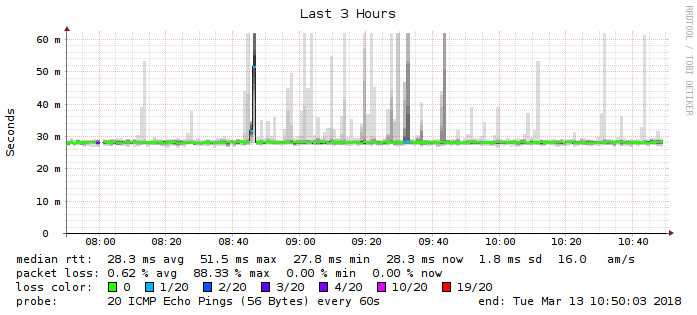 Last 3 Hours
RRDTOOL / TOBI OETIKER
Seconds
60 m
50 m
40 m
30 m
20 m
10 m
0
08:00 08:20 08:40 09:00 09:20 09:40 10:00 10:20 10:40
median rtt: 28.3 ms avg 51.5 ms max 27.8 ms min 28.3 ms now 1.8 ms sd 16.0 am/s
packet loss: 0.62 % avg 88.33 % max 0.00 % min 0.00 % now
loss color: 0 1/20 2/20 3/20 4/20 10/20 19/20
probe: 20 ICMP Echo Pings (56 Bytes) every 60s end: Tue Mar 13 10:50:03 2018